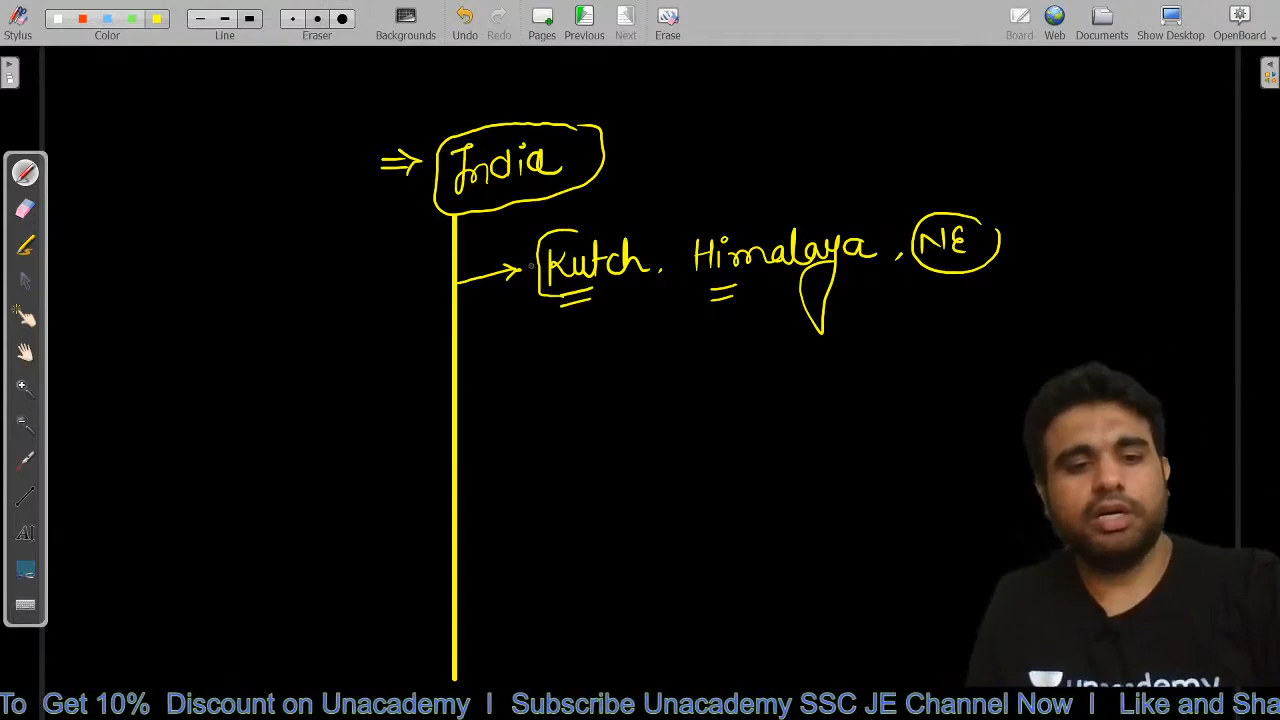 Stylus Color Line Eraser Backgrounds Undo Redo Pages Previous Next Erase Board Web Documents Show Desktop OpenBoard
⇒ India
→ Kutch, Himalaya, NE
unacademy
To Get 10% Discount on Unacademy I Subscribe Unacademy SSC JE Channel Now I Like and Sha